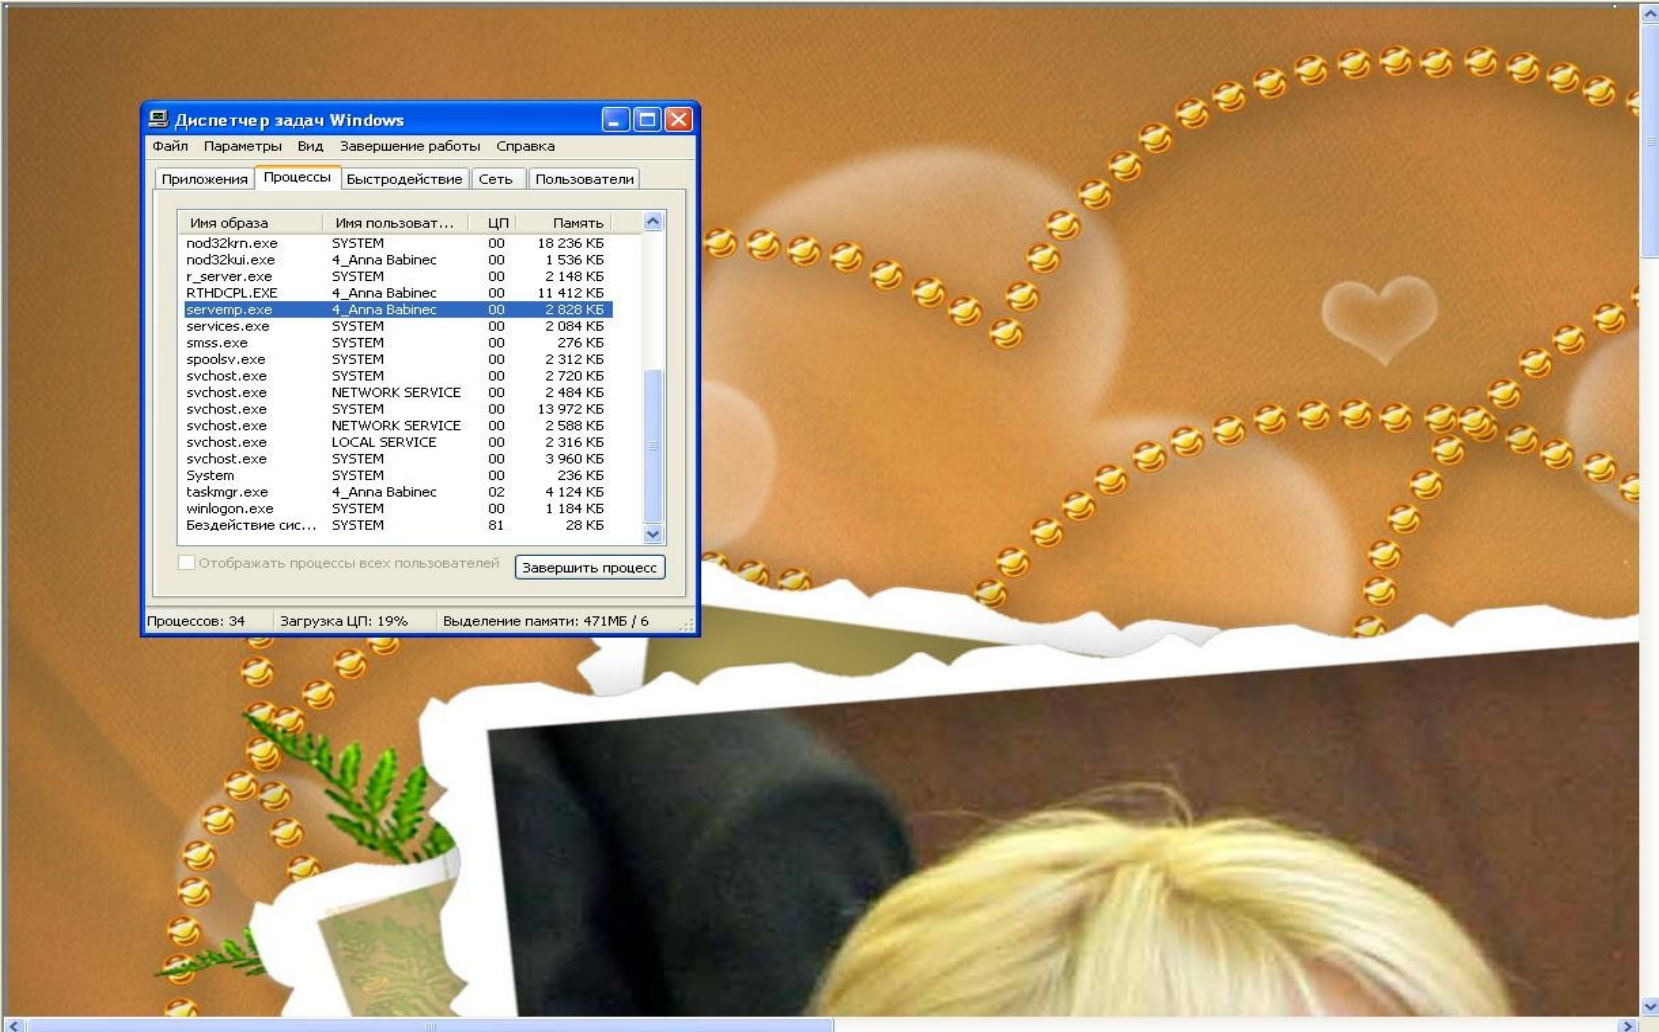 Диспетчер задач Windows
Файл Параметры Вид Завершение работы Справка
Приложения Процессы Быстродействие Сеть Пользователи
Имя образа Имя пользоват... ЦП Память
nod32krn.exe SYSTEM 00 18 236 КБ
nod32kui.exe 4_Anna Babinec 00 1 536 КБ
r_server.exe SYSTEM 00 2 148 КБ
RTHDCPL.EXE 4_Anna Babinec 00 11 412 КБ
servemp.exe 4_Anna Babinec 00 2 828 КБ
services.exe SYSTEM 00 2 084 КБ
smss.exe SYSTEM 00 276 КБ
spoolsv.exe SYSTEM 00 2 312 КБ
svchost.exe SYSTEM 00 2 720 КБ
svchost.exe NETWORK SERVICE 00 2 484 КБ
svchost.exe SYSTEM 00 13 972 КБ
svchost.exe NETWORK SERVICE 00 2 588 КБ
svchost.exe LOCAL SERVICE 00 2 316 КБ
svchost.exe SYSTEM 00 3 960 КБ
System SYSTEM 00 236 КБ
taskmgr.exe 4_Anna Babinec 02 4 124 КБ
winlogon.exe SYSTEM 00 1 184 КБ
Бездействие сис... SYSTEM 81 28 КБ
Отображать процессы всех пользователей Завершить процесс
Процессов: 34 Загрузка ЦП: 19% Выделение памяти: 471МБ / 6